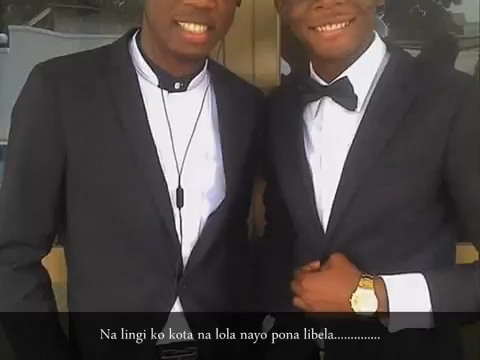 Na lingi ko kota na lola nayo pona libela..............